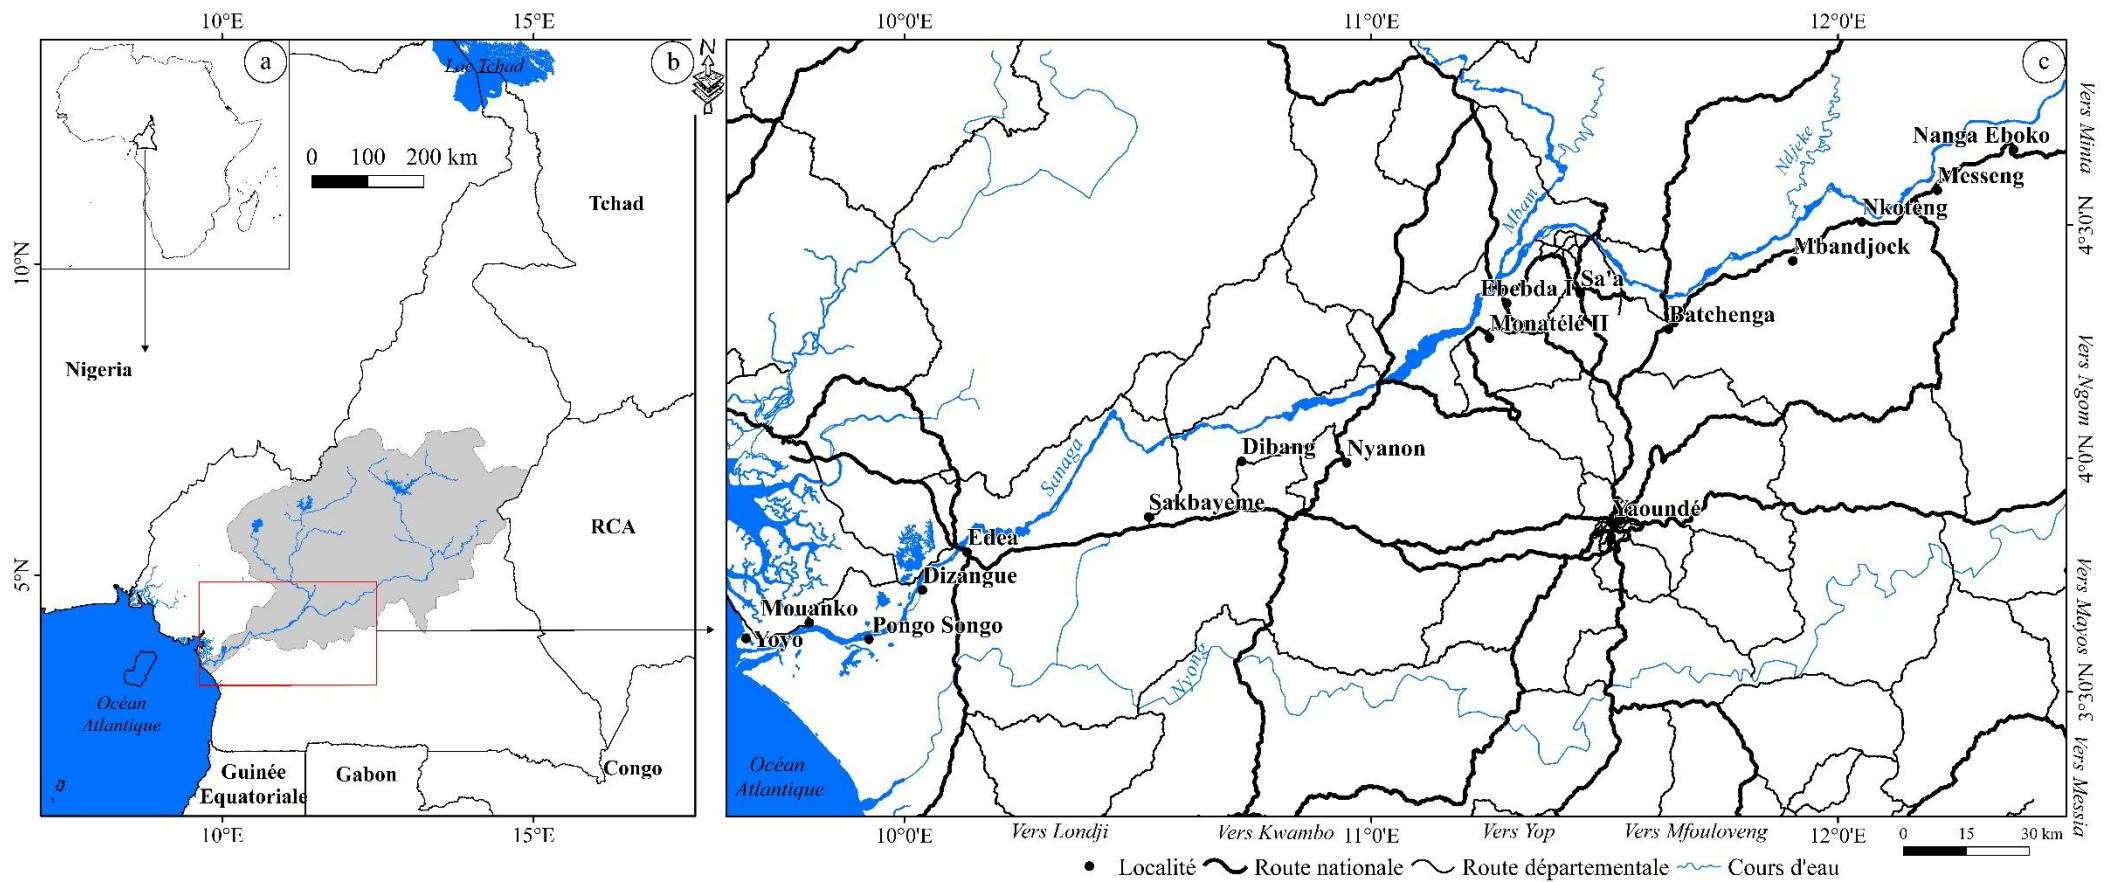 10°E
15°E
10°0'E
11°0'E
12°0'E
a
b
N
c
Lac Tchad
0 100 200 km
Tchad
10°N
Nigeria
RCA
5°N
Océan
Atlantique
Guinée
Equatoriale
Gabon
Congo
10°E
15°E
Vers Minta
Nanga Eboko
Ndjeke
Messeng
Mbam
Nkoteng
4°30'N
Mbandjock
Sa'a
Ebebda I
Batchenga
Monatélé II
Vers Ngom
Dibang
Nyanon
4°0'N
Sanaga
Sakbayeme
Yaoundé
Edea
Dizangue
Mouanko
Pongo Songo
Yoyo
Vers Mayos
Nyong
3°30'N
Océan
Atlantique
Vers Messia
10°0'E
Vers Londji
Vers Kwambo
11°0'E
Vers Yop
Vers Mfouloveng
12°0'E
0 15 30 km
Localité
Route nationale
Route départementale
Cours d'eau